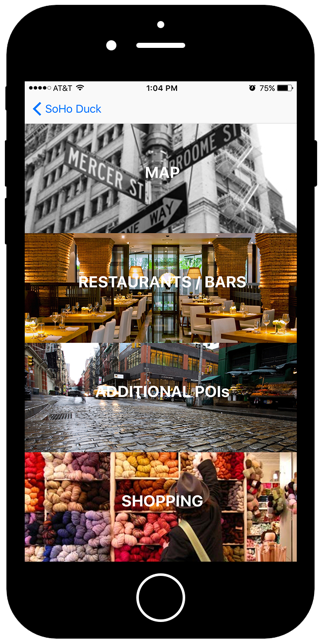 AT&T 1:04 PM 75%
SoHo Duck
BROOME ST
MERCER ST
MAP
ONE WAY
RESTAURANTS / BARS
ADDITIONAL POIs
SHOPPING